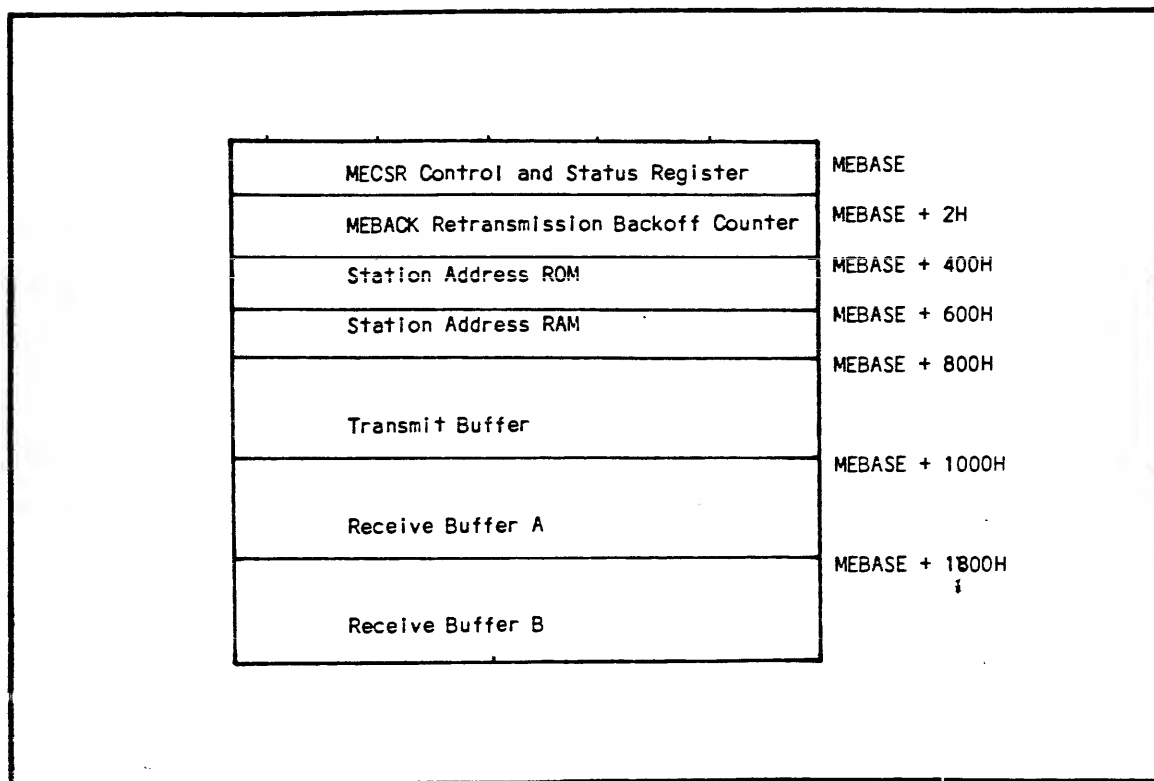 MECSR Control and Status Register MEBASE
MEBACK Retransmission Backoff Counter MEBASE + 2H
Station Address ROM MEBASE + 400H
Station Address RAM MEBASE + 600H
MEBASE + 800H
Transmit Buffer
MEBASE + 1000H
Receive Buffer A
MEBASE + 1800H
Receive Buffer B